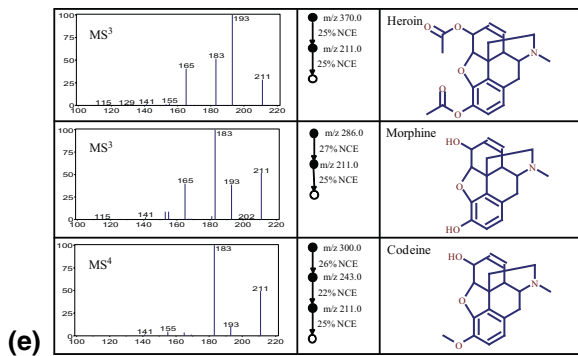 MS3
100
75
50
25
0
115
129
141
155
165
183
193
211
100
120
140
160
180
200
220
m/z 370.0
25% NCE
m/z 211.0
25% NCE
Heroin
O
O
N
O
O
O
MS3
100
75
50
25
0
115
141
165
183
193
202
211
100
120
140
160
180
200
220
m/z 286.0
27% NCE
m/z 211.0
25% NCE
Morphine
HO
N
O
HO
MS4
100
75
50
25
0
141
155
183
193
211
100
120
140
160
180
200
220
m/z 300.0
26% NCE
m/z 243.0
22% NCE
m/z 211.0
25% NCE
Codeine
HO
N
O
O
(e)